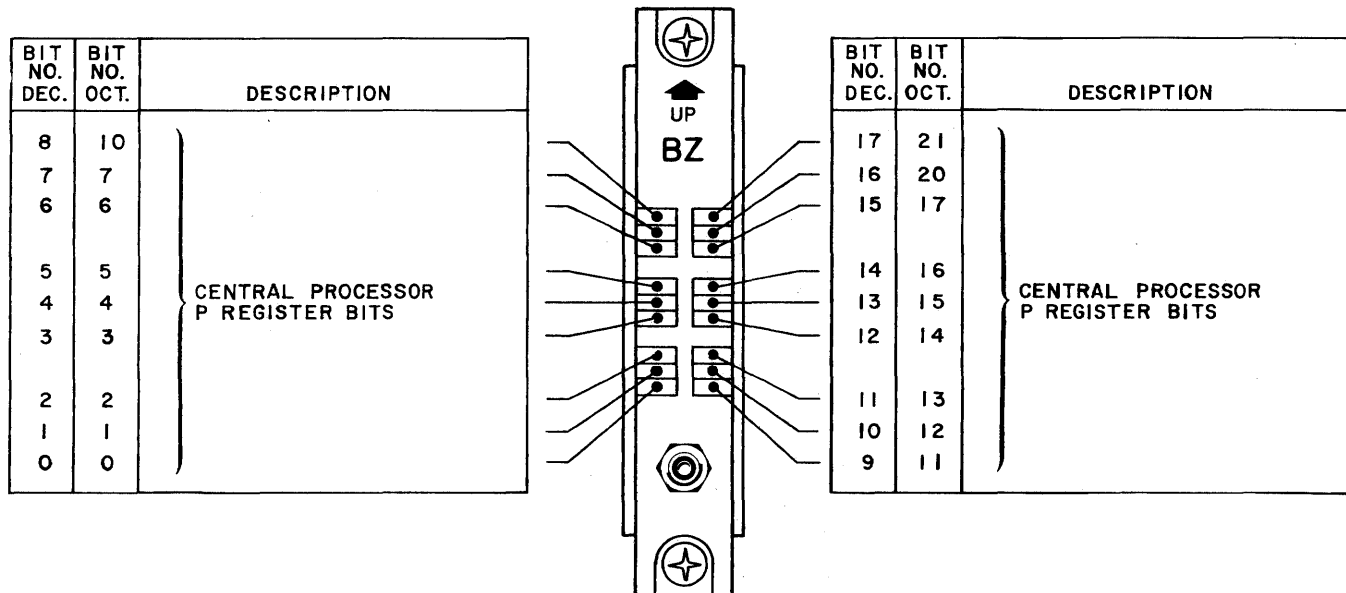 BIT NO. DEC. BIT NO. OCT. DESCRIPTION
8 10
7 7
6 6
5 5
4 4
3 3
2 2
1 1
0 0
CENTRAL PROCESSOR
P REGISTER BITS
UP
BZ
BIT NO. DEC. BIT NO. OCT. DESCRIPTION
17 21
16 20
15 17
14 16
13 15
12 14
11 13
10 12
9 11
CENTRAL PROCESSOR
P REGISTER BITS